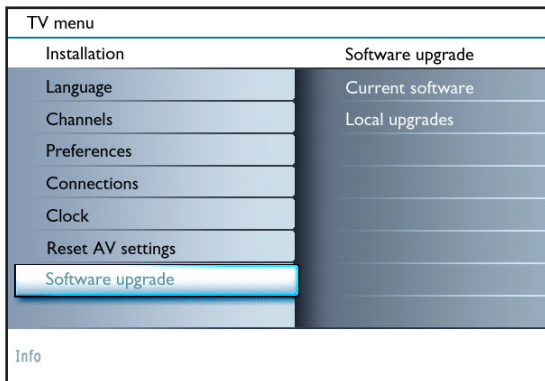 TV menu
Installation
Software upgrade
Language
Current software
Channels
Local upgrades
Preferences
Connections
Clock
Reset AV settings
Software upgrade
Info